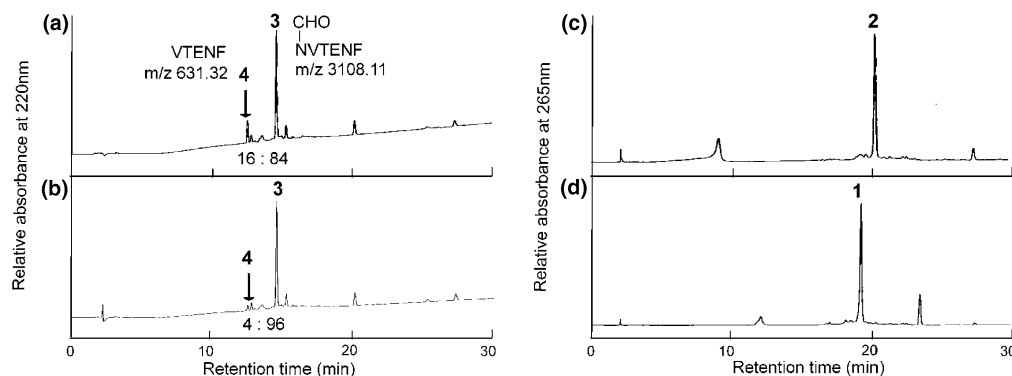 (a)
3 CHO
VTENF NVTENF
m/z 631.32 m/z 3108.11
4
16 : 84
(b)
3
4
4 : 96
0 10 20 30
Retention time (min)
Relative absorbance at 220nm
(c)
2
(d)
1
0 10 20 30
Retention time (min)
Relative absorbance at 265nm